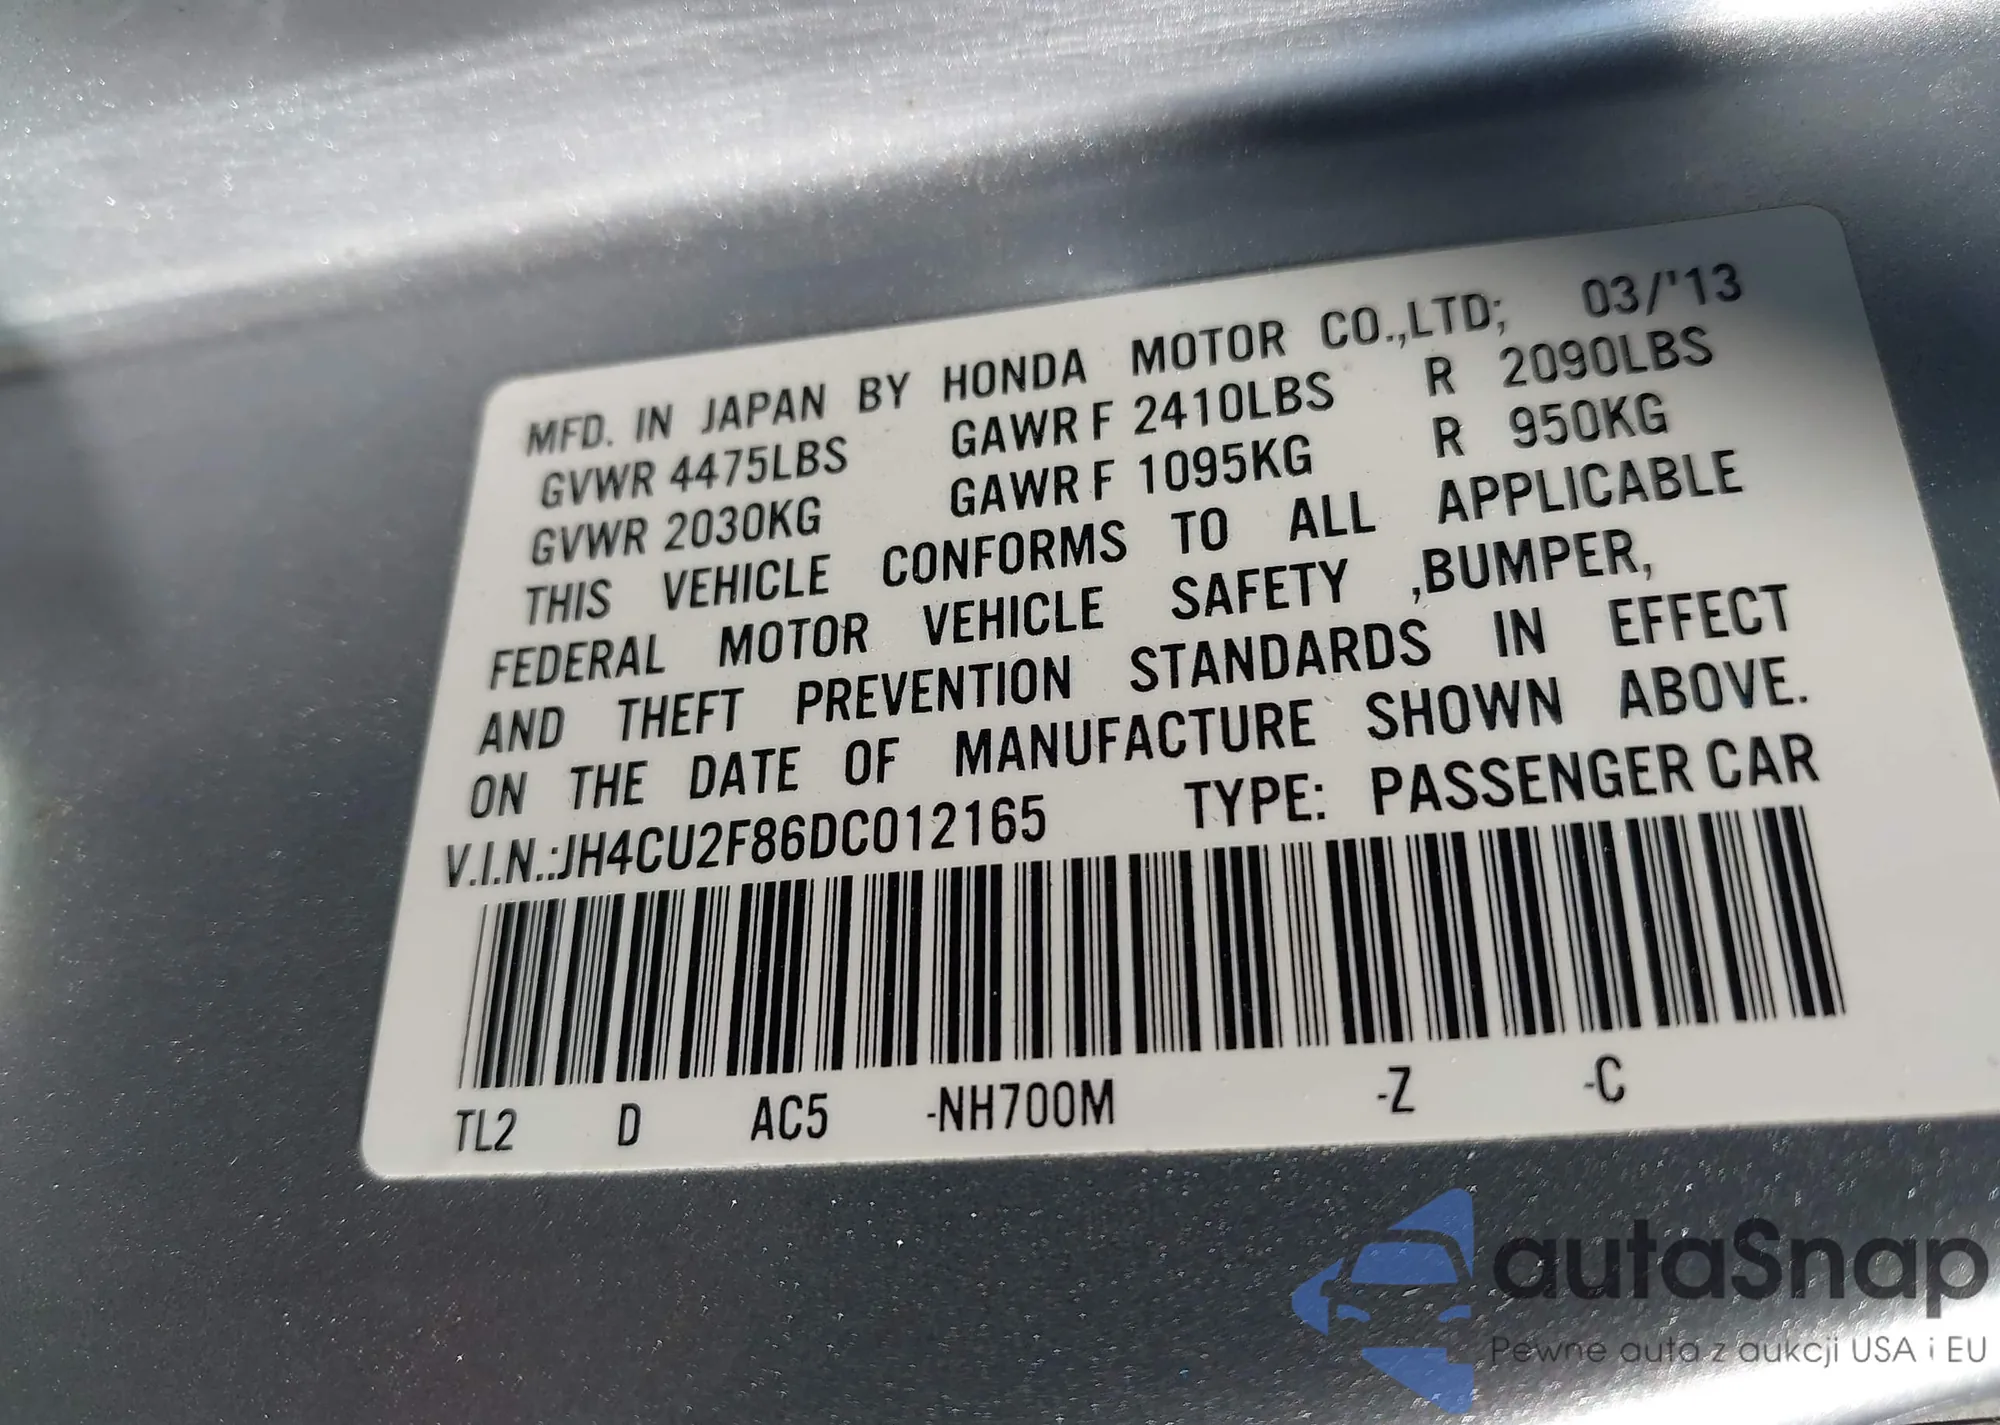 MFD. IN JAPAN BY HONDA MOTOR CO.,LTD; 03/'13
GVWR 4475LBS GAWR F 2410LBS R 2090LBS
GVWR 2030KG GAWR F 1095KG R 950KG
THIS VEHICLE CONFORMS TO ALL APPLICABLE
FEDERAL MOTOR VEHICLE SAFETY ,BUMPER,
AND THEFT PREVENTION STANDARDS IN EFFECT
ON THE DATE OF MANUFACTURE SHOWN ABOVE.
V.I.N.:JH4CU2F86DC012165 TYPE: PASSENGER CAR
TL2 D AC5 -NH700M -Z -C
autaSnap
Pewne auta z aukcji USA i EU